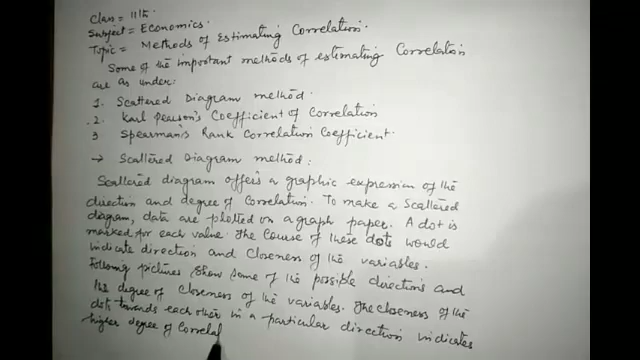 Class = 11th.
Subject = Economics.
Topic = Methods of Estimating Correlation.
Some of the important methods of estimating Correlation
are as under:
1. Scattered Diagram method.
2. Karl Pearson's Coefficient of Correlation
3 Spearman's Rank Correlation Coefficient.
→ Scattered Diagram method:
Scattered diagram offers a graphic expression of the
direction and degree of Correlation. To make a Scattered
diagram, data are plotted on a graph paper. A dot is
marked for each value. The Course of these dots would
indicate direction and closeness of the variables.
Following pictures show some of the possible directions and
the degree of closeness of the variables. The closeness of the
dots towards each other in a particular direction indicates
higher degree of Correla